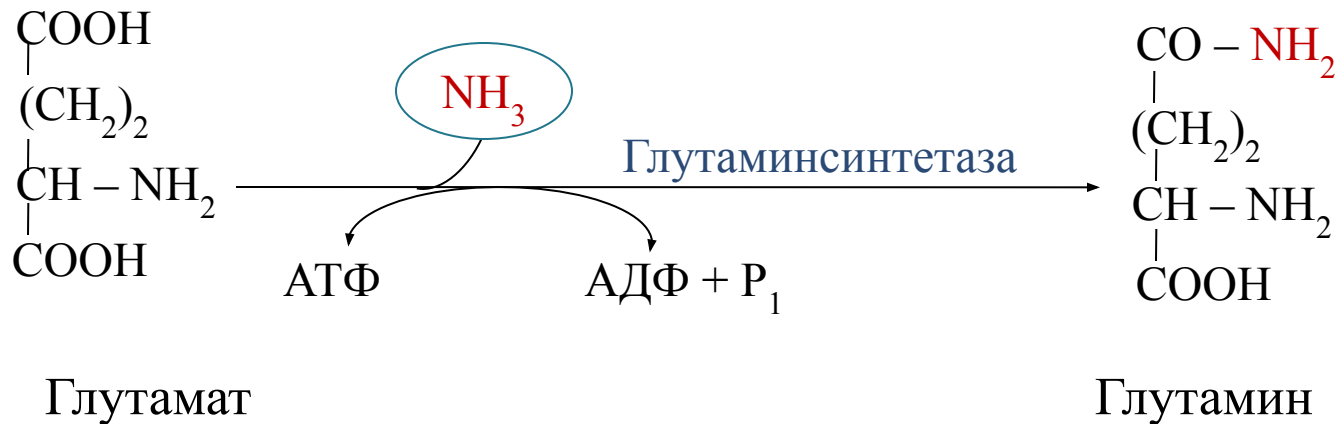 COOH
(CH₂)₂
CH – NH₂
COOH
Глутамат
NH₃
Глутаминсинтетаза
АТФ
АДФ + P₁
CO – NH₂
(CH₂)₂
CH – NH₂
COOH
Глутамин